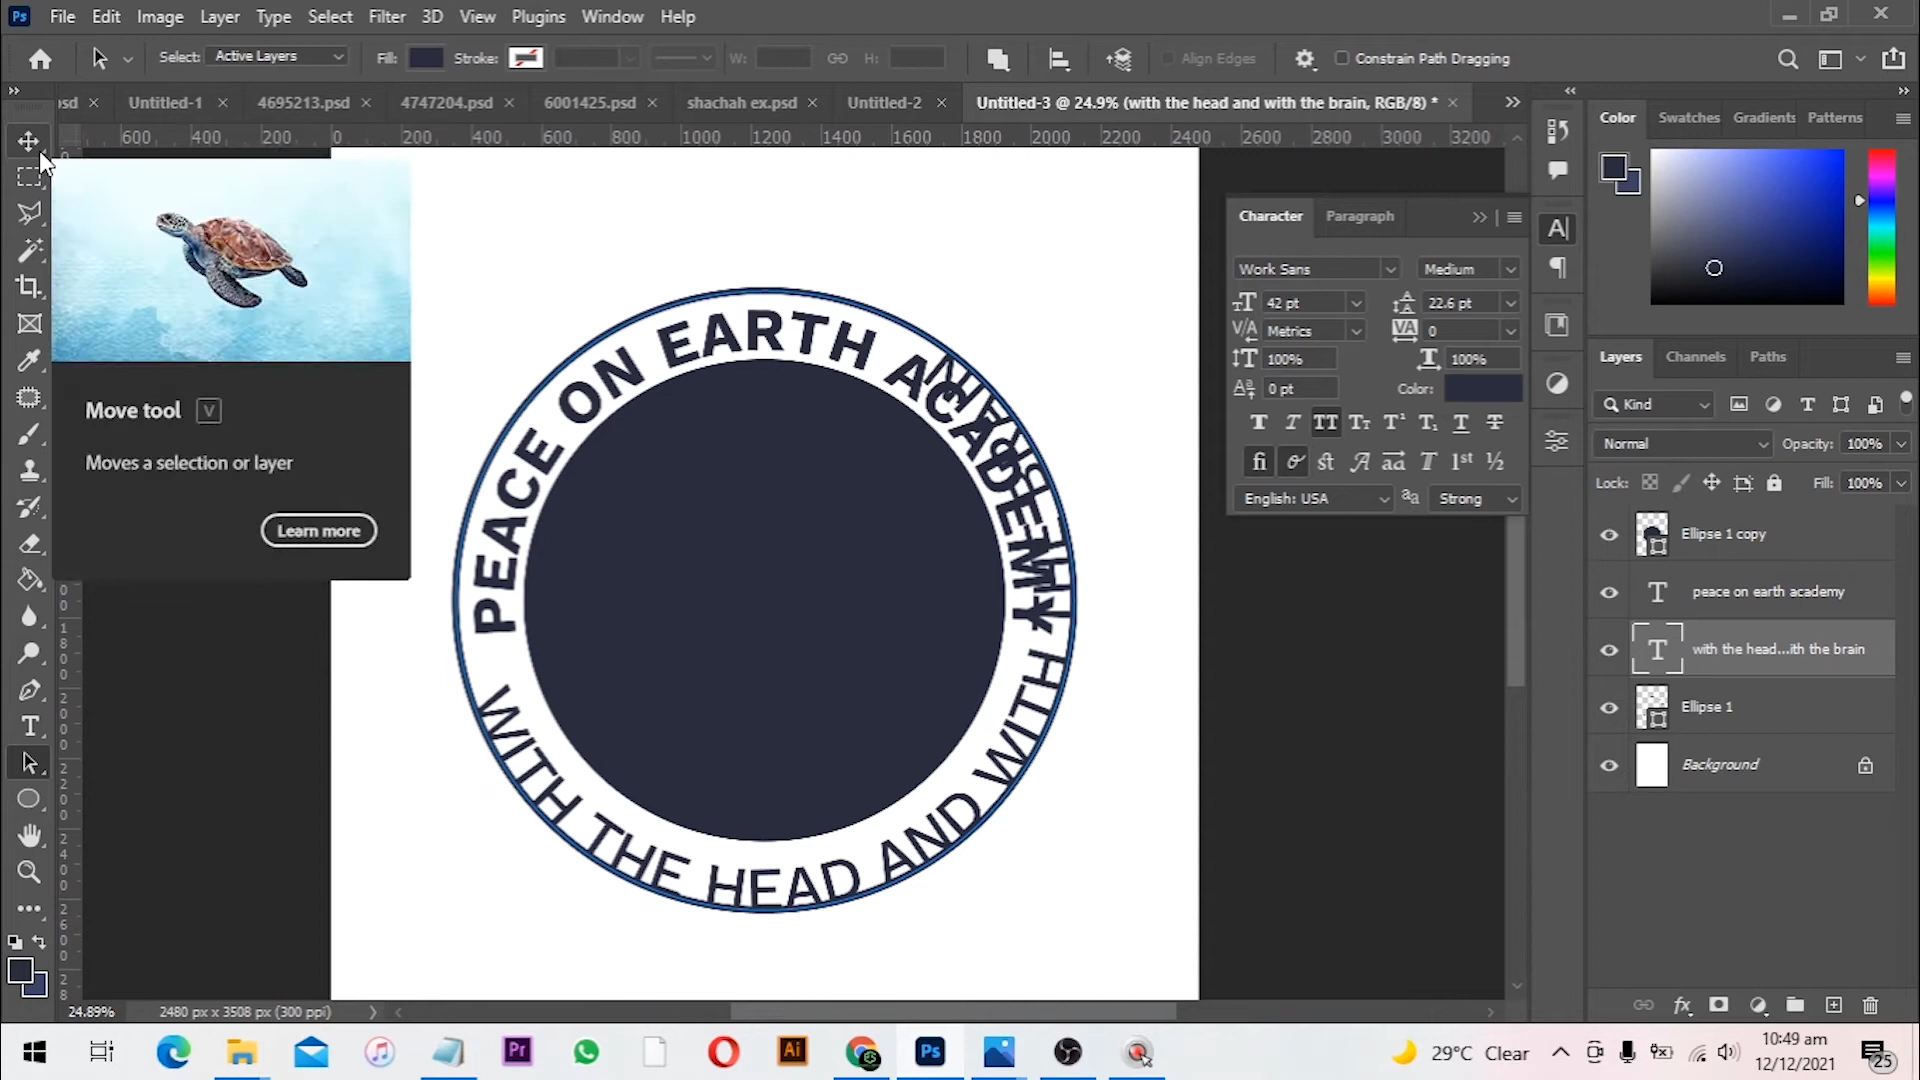 Ps File Edit Image Layer Type Select Filter 3D View Plugins Window Help
Select: Active Layers Fill: Stroke: W: H: Align Edges Constrain Path Dragging
sd × Untitled-1 × 4695213.psd × 4747204.psd × 6001425.psd × shachah ex.psd × Untitled-2 × Untitled-3 @ 24.9% (with the head and with the brain, RGB/8) * ×
600 400 200 0 200 400 600 800 1000 1200 1400 1600 1800 2000 2200 2400 2600 2800 3000 3200
Move tool V
Moves a selection or layer
Learn more
PEACE ON EARTH ACADEMY
WITH THE HEAD AND WITH THE BRAIN
Character Paragraph
Work Sans Medium
42 pt 22.6 pt
Metrics 0
100% 100%
0 pt Color:
English: USA aa Strong
Color Swatches Gradients Patterns
Layers Channels Paths
Kind
Normal Opacity: 100%
Lock: Fill: 100%
Ellipse 1 copy
peace on earth academy
with the head...ith the brain
Ellipse 1
Background
24.89% 2480 px x 3508 px (300 ppi)
Pr Ai Ps 29°C Clear 10:49 am
12/12/2021
25